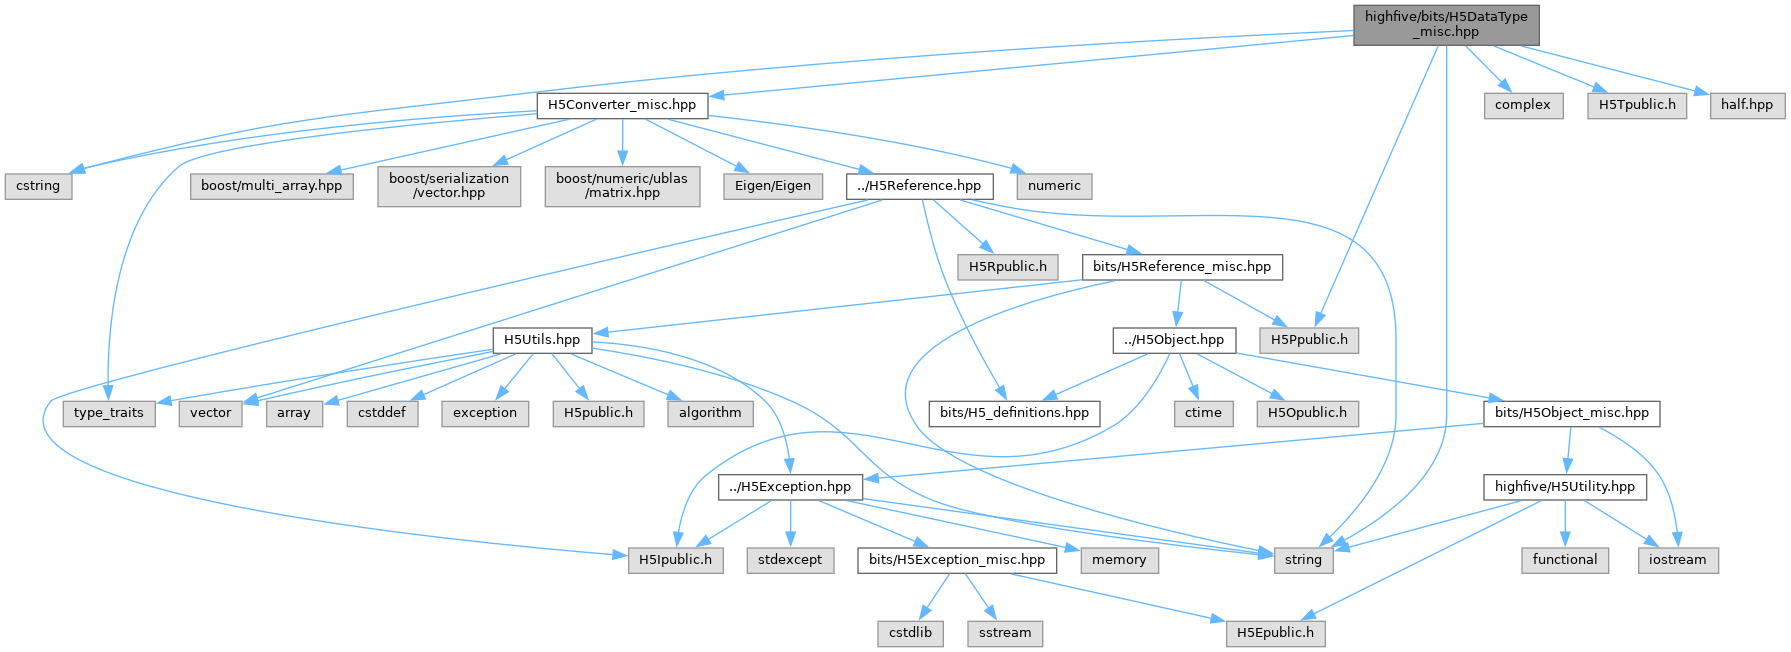 highfive/bits/H5DataType
_misc.hpp
H5Converter_misc.hpp
complex
H5Tpublic.h
half.hpp
cstring
boost/multi_array.hpp
boost/serialization
/vector.hpp
boost/numeric/ublas
/matrix.hpp
Eigen/Eigen
../H5Reference.hpp
numeric
H5Rpublic.h
bits/H5Reference_misc.hpp
H5Utils.hpp
../H5Object.hpp
H5Ppublic.h
type_traits
vector
array
cstddef
exception
H5public.h
algorithm
bits/H5_definitions.hpp
ctime
H5Opublic.h
bits/H5Object_misc.hpp
../H5Exception.hpp
highfive/H5Utility.hpp
H5Ipublic.h
stdexcept
bits/H5Exception_misc.hpp
memory
string
functional
iostream
cstdlib
sstream
H5Epublic.h